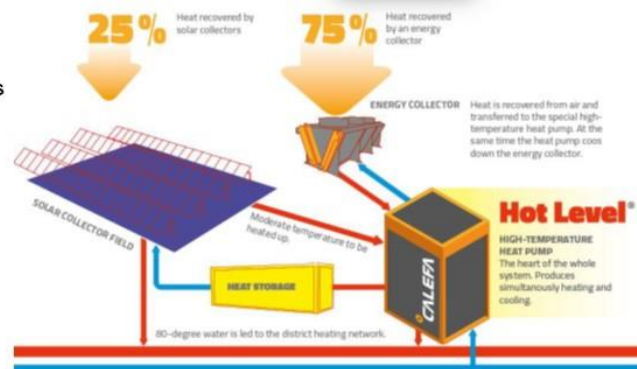 25%
Heat recovered by
solar collectors
75%
Heat recovered
by an energy
collector
s
ENERGY COLLECTOR
Heat is recovered from air and
transferred to the special high-
temperature heat pump. At the
same time the heat pump coos
down the energy collector.
SOLAR COLLECTOR FIELD
Moderate temperature to be
heated up.
Hot Level®
HIGH-TEMPERATURE
HEAT PUMP
The heart of the whole
system. Produces
simultanously heating and
cooling.
HEAT STORAGE
CALEFA
80-degree water is led to the district heating network.